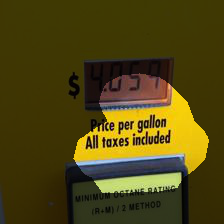 $ 4.059
Price per gallon
All taxes included
MINIMUM OCTANE RATING
(R+M) / 2 METHOD